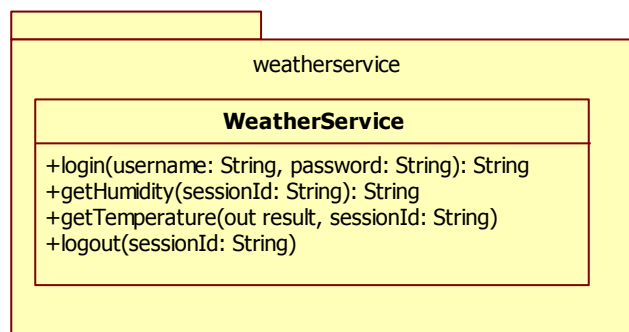 weatherservice
WeatherService
+login(username: String, password: String): String
+getHumidity(sessionId: String): String
+getTemperature(out result, sessionId: String)
+logout(sessionId: String)